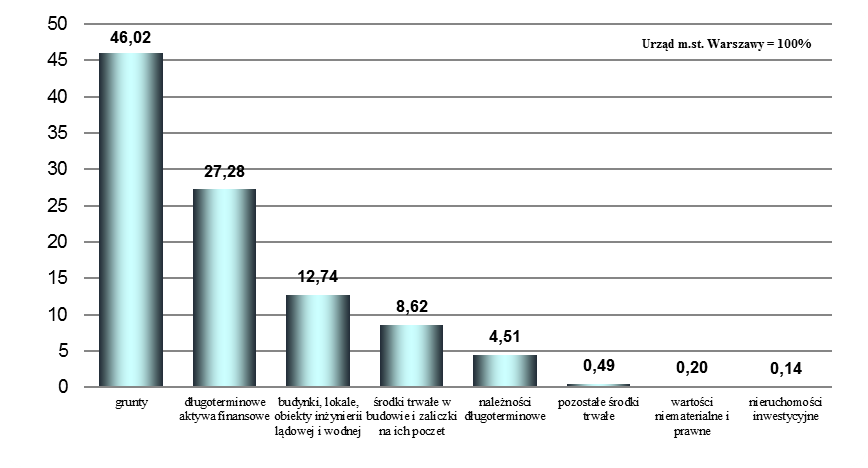 50
Urząd m.st. Warszawy = 100%
46,02
45
40
35
30
27,28
25
20
15
12,74
10
8,62
5
4,51
0,49
0,20
0,14
0
grunty
długoterminowe
aktywa finansowe
budynki, lokale,
obiekty inżynierii
lądowej i wodnej
środki trwałe w
budowie i zaliczki
na ich poczet
należności
długoterminowe
pozostałe środki
trwałe
wartości
niematerialne i
prawne
nieruchomości
inwestycyjne